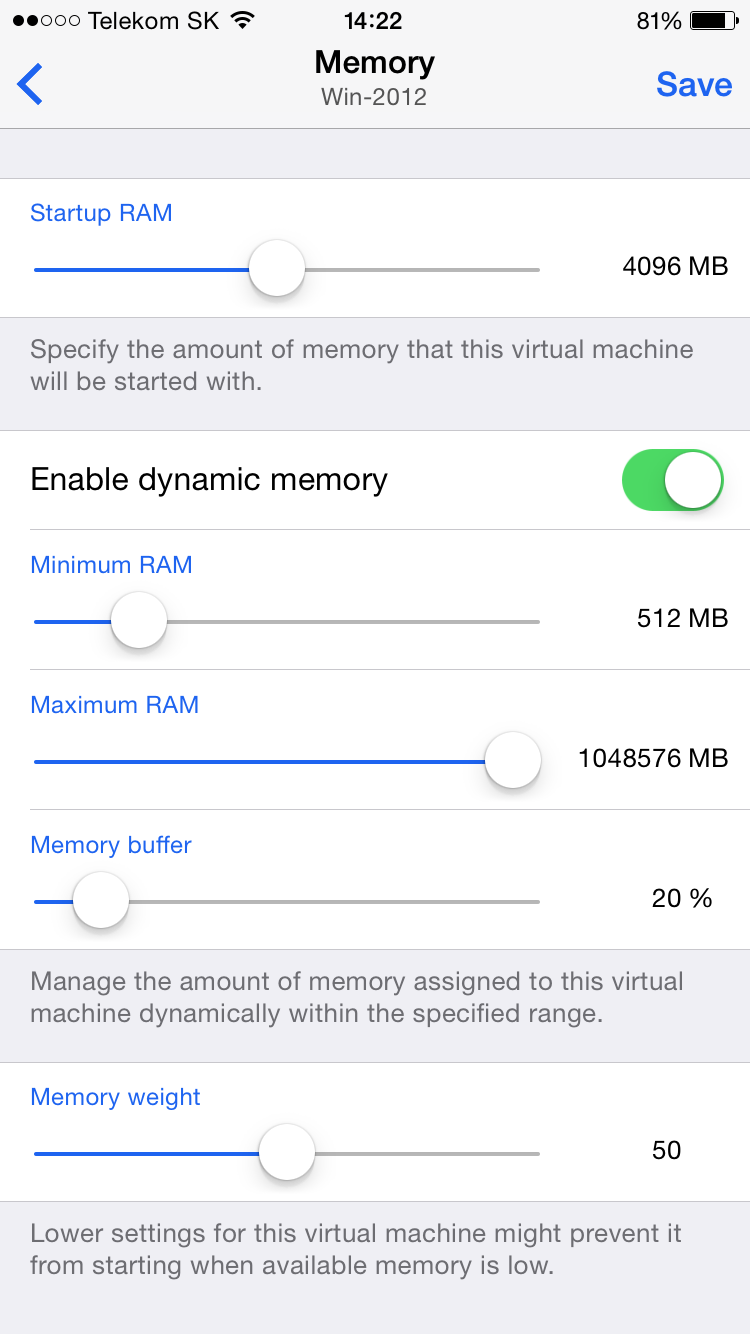 Telekom SK 14:22 81%
Memory
Win-2012
Save
Startup RAM
4096 MB
Specify the amount of memory that this virtual machine
will be started with.
Enable dynamic memory
Minimum RAM
512 MB
Maximum RAM
1048576 MB
Memory buffer
20 %
Manage the amount of memory assigned to this virtual
machine dynamically within the specified range.
Memory weight
50
Lower settings for this virtual machine might prevent it
from starting when available memory is low.